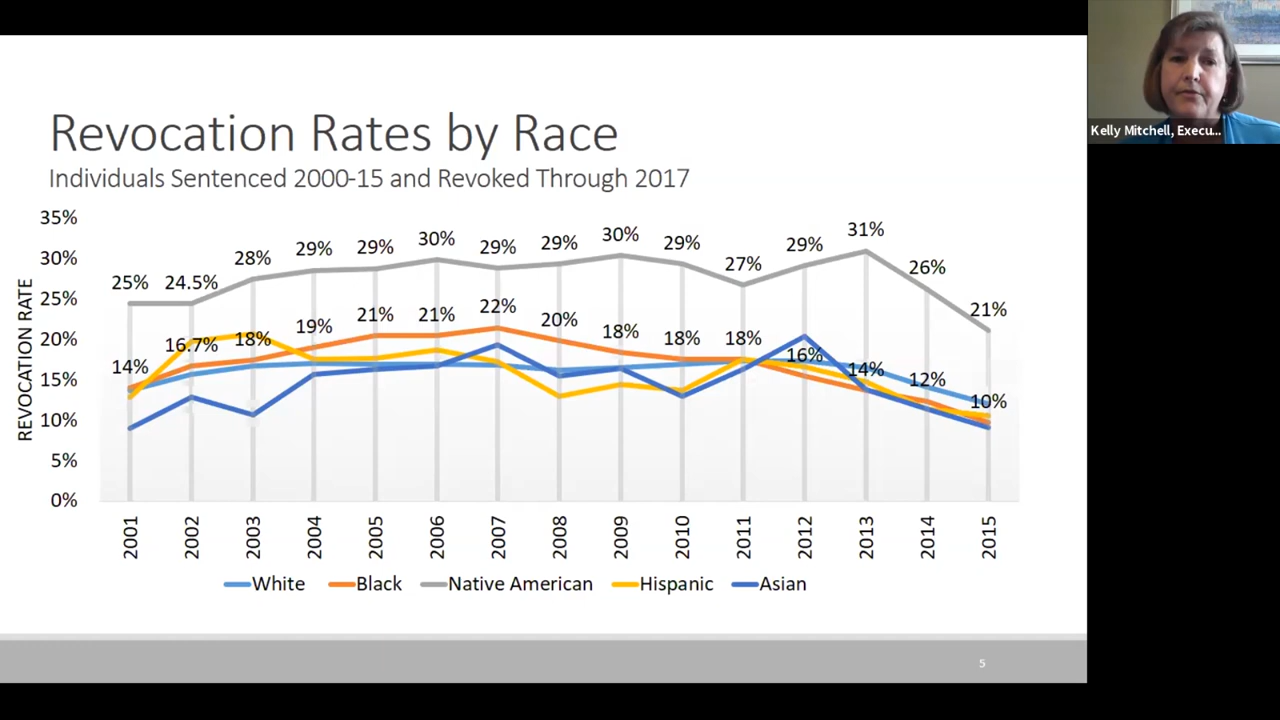 Revocation Rates by Race
Individuals Sentenced 2000-15 and Revoked Through 2017
REVOCATION RATE
35%
30%
25%
20%
15%
10%
5%
0%
25% 24.5% 28% 29% 29% 30% 29% 29% 30% 29% 27% 29% 31% 26% 21%
14% 16.7% 18% 19% 21% 21% 22% 20% 18% 18% 18% 16% 14% 12% 10%
2001 2002 2003 2004 2005 2006 2007 2008 2009 2010 2011 2012 2013 2014 2015
White Black Native American Hispanic Asian
5
Kelly Mitchell, Execu...